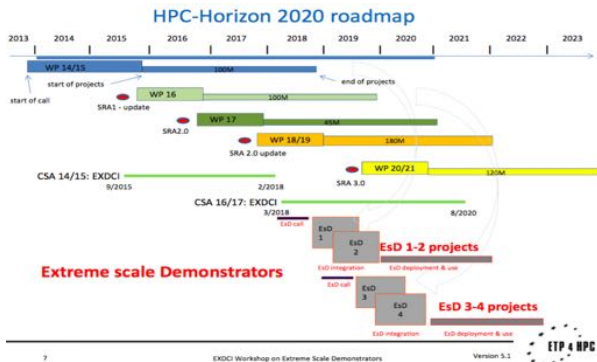 HPC-Horizon 2020 roadmap
2013 2014 2015 2016 2017 2018 2019 2020 2021 2022 2023
WP 14/15
100M
start of call
start of projects
end of projects
SRA1 - update
WP 16
100M
SRA2.0
WP 17
45M
SRA 2.0 update
WP 18/19
180M
SRA 3.0
WP 20/21
120M
CSA 14/15: EXDCI
9/2015
2/2018
CSA 16/17: EXDCI
3/2018
8/2020
EsD call
EsD
1
EsD
2
EsD 1-2 projects
EsD integration
EsD deployment & use
Extreme scale Demonstrators
EsD call
EsD
3
EsD
4
EsD 3-4 projects
EsD integration
EsD deployment & use
7
EXDCI Workshop on Extreme Scale Demonstrators
Version 5.1
ETP 4 HPC